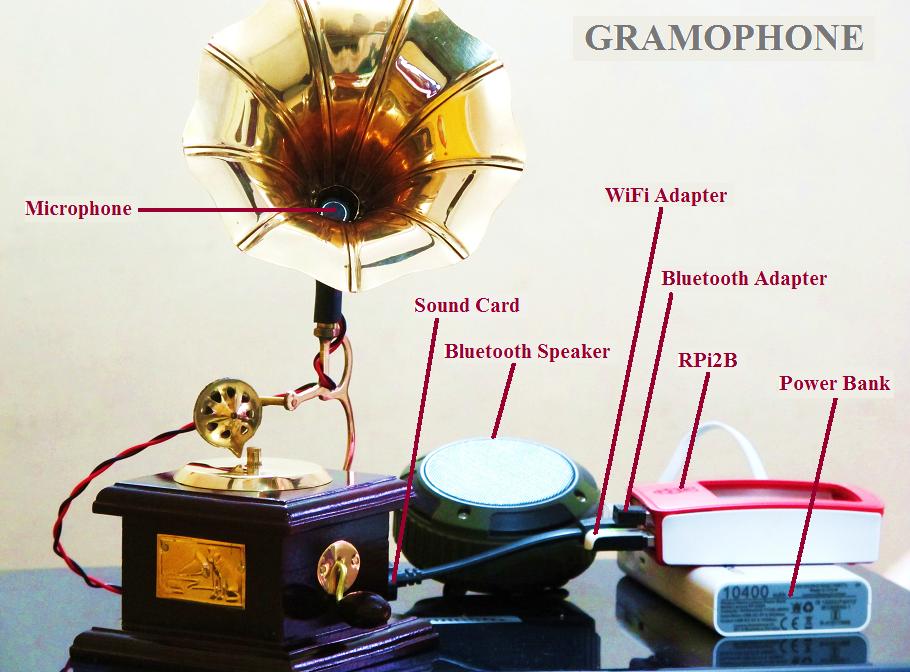 GRAMOPHONE
Microphone
WiFi Adapter
Bluetooth Adapter
Sound Card
Bluetooth Speaker
RPi2B
Power Bank
10400